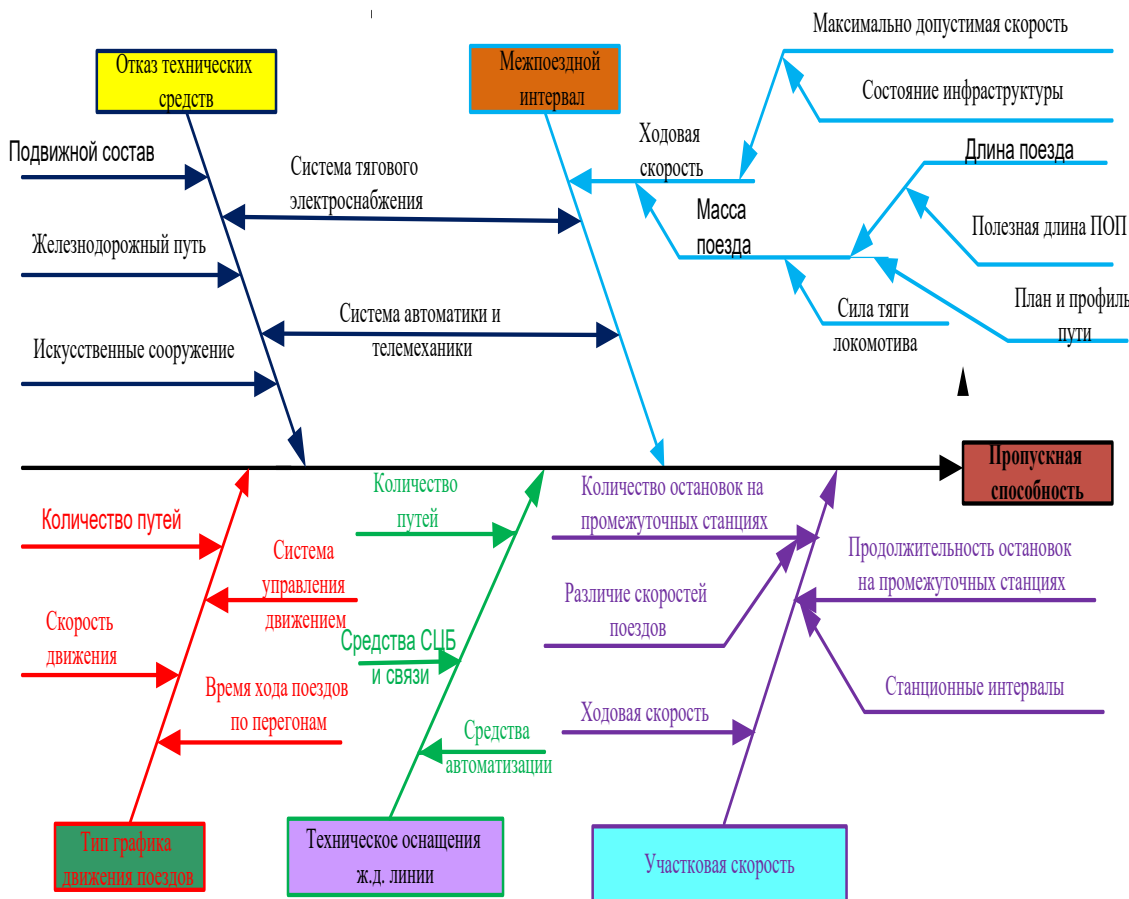 Отказ технических
средств
Межпоездной
интервал
Максимально допустимая скорость
Состояние инфраструктуры
Подвижной состав
Система тягового
электроснабжения
Ходовая
скорость
Длина поезда
Железнодорожный путь
Масса
поезда
Полезная длина ПОП
Искусственные сооружение
Система автоматики и
телемеханики
Сила тяги
локомотива
План и профиль
пути
Пропускная
способность
Количество путей
Система
управления
движением
Скорость
движения
Время хода поездов
по перегонам
Количество
путей
Средства СЦБ
и связи
Средства
автоматизации
Количество остановок на
промежуточных станциях
Различие скоростей
поездов
Ходовая скорость
Продолжительность остановок
на промежуточных станциях
Станционные интервалы
Тип графика
движения поездов
Техническое оснащения
ж.д. линии
Участковая скорость